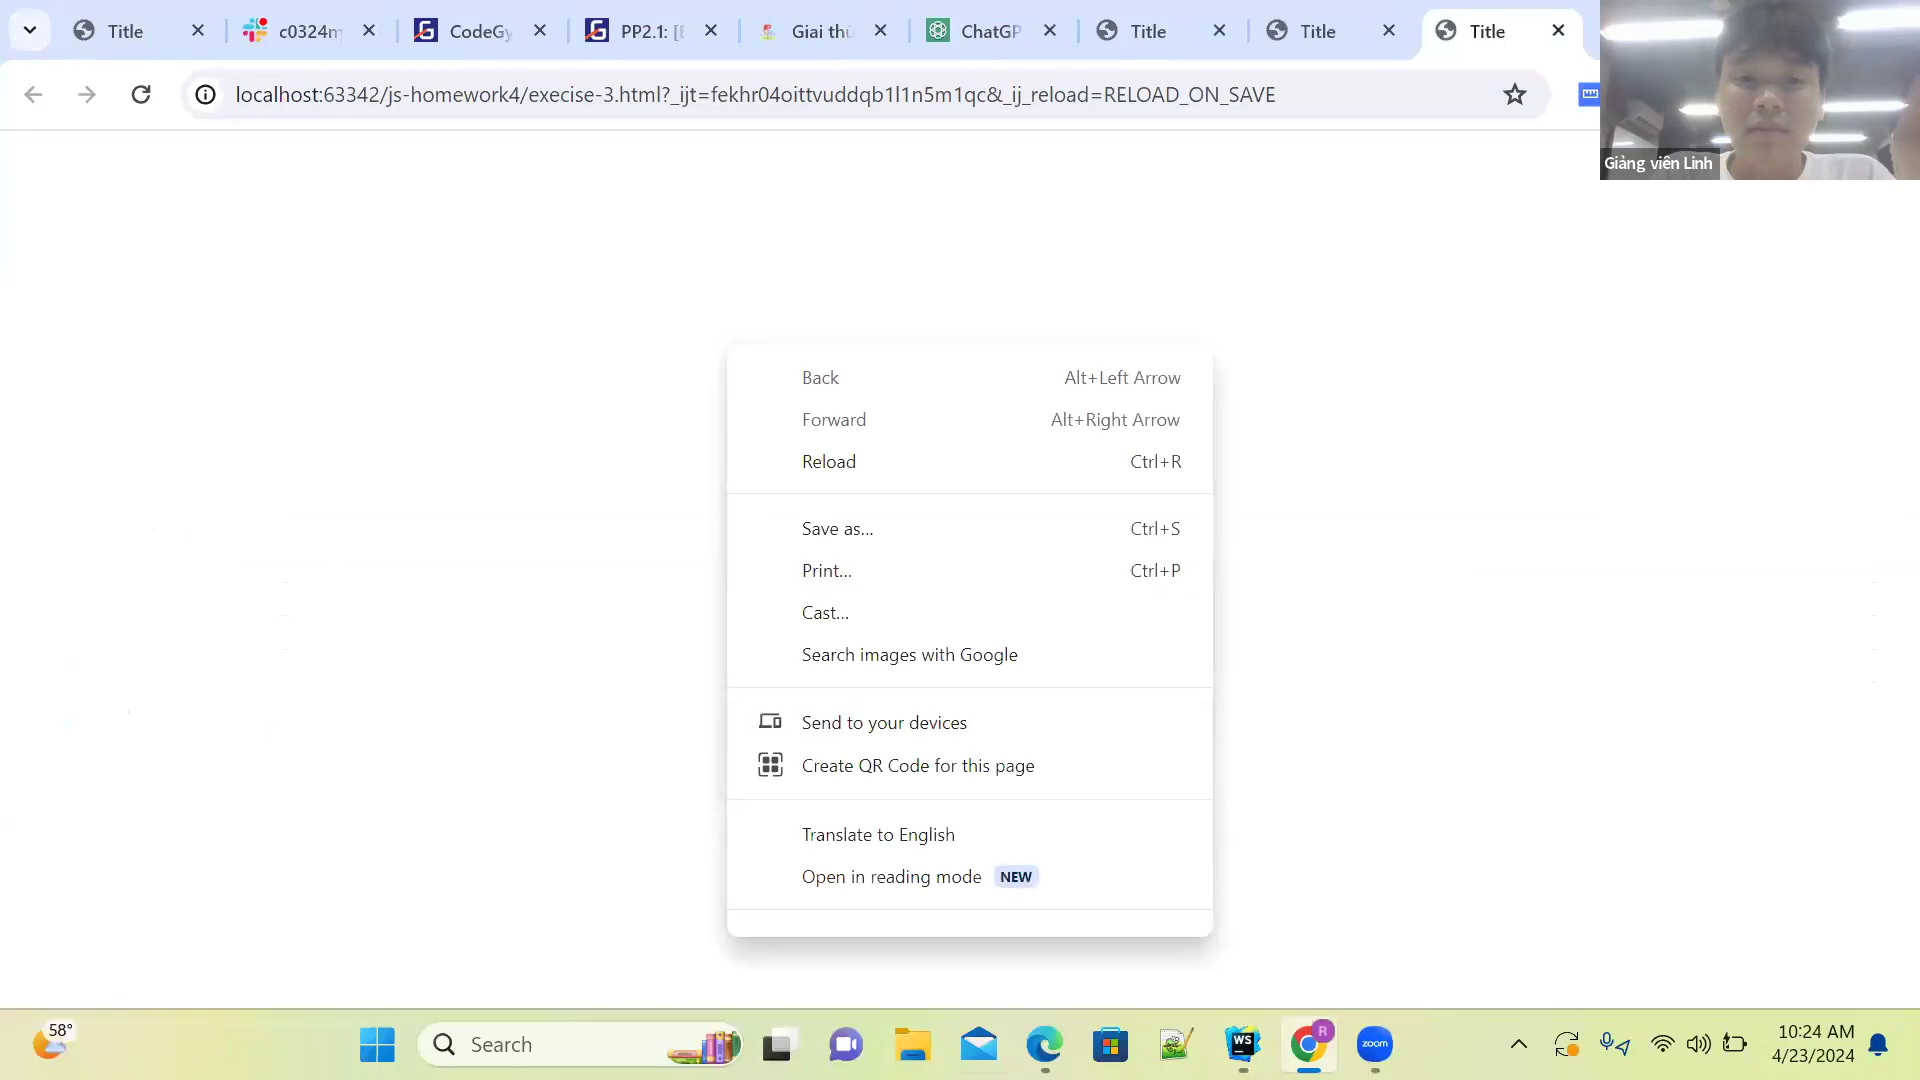 Title
c0324m
CodeGy
PP2.1: [
Giai thu
ChatGP
Title
Title
Title
localhost:63342/js-homework4/execise-3.html?_ijt=fekhr04oittvuddqb1l1n5m1qc&_ij_reload=RELOAD_ON_SAVE
Giảng viên Linh
Back Alt+Left Arrow
Forward Alt+Right Arrow
Reload Ctrl+R
Save as... Ctrl+S
Print... Ctrl+P
Cast...
Search images with Google
Send to your devices
Create QR Code for this page
Translate to English
Open in reading mode NEW
58°
Search
WS
R
zoom
10:24 AM
4/23/2024